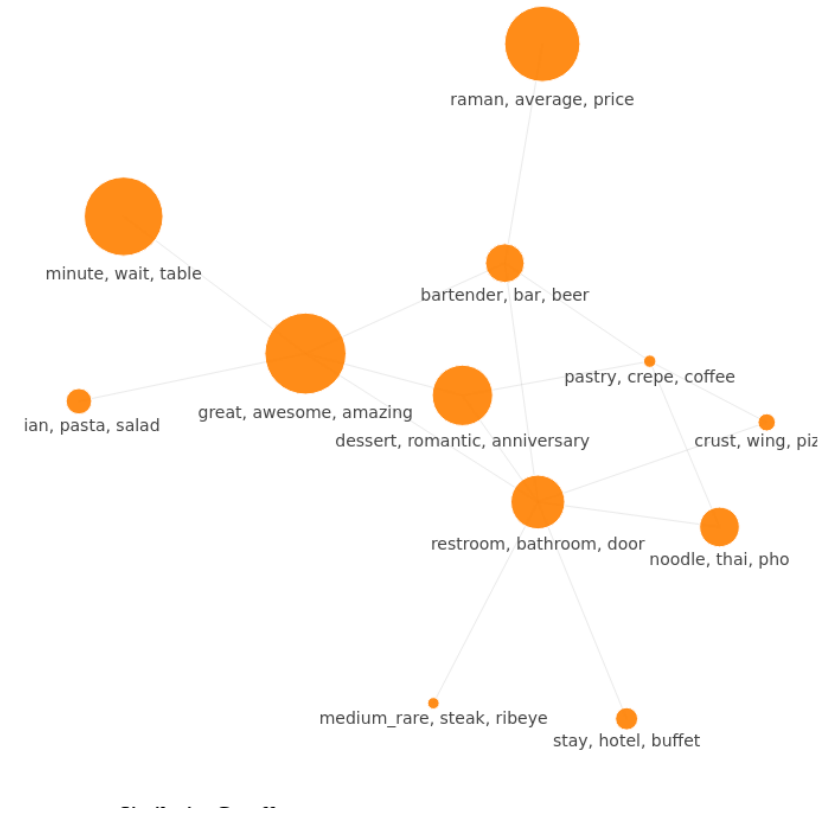 raman, average, price
minute, wait, table
bartender, bar, beer
pastry, crepe, coffee
great, awesome, amazing
ian, pasta, salad
dessert, romantic, anniversary
crust, wing, piz
restroom, bathroom, door
noodle, thai, pho
medium_rare, steak, ribeye
stay, hotel, buffet